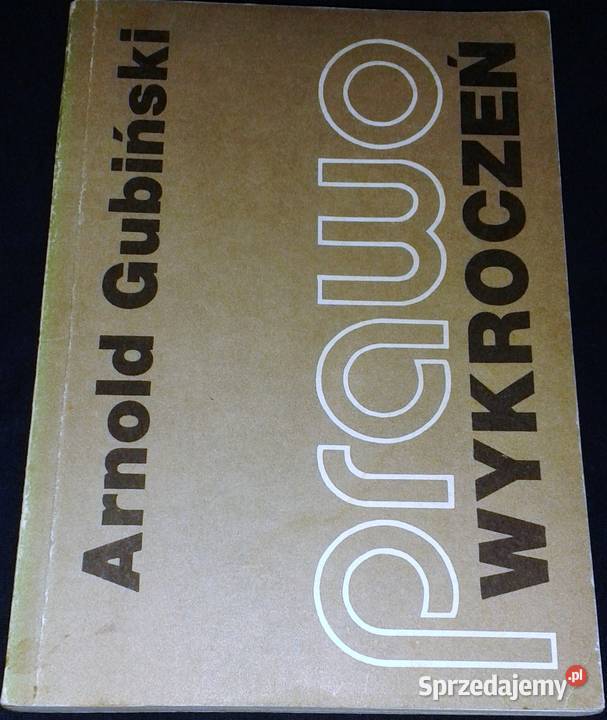 Arnold Gubiński
prawo
WYKROCZEŃ
Sprzedajemy.pl